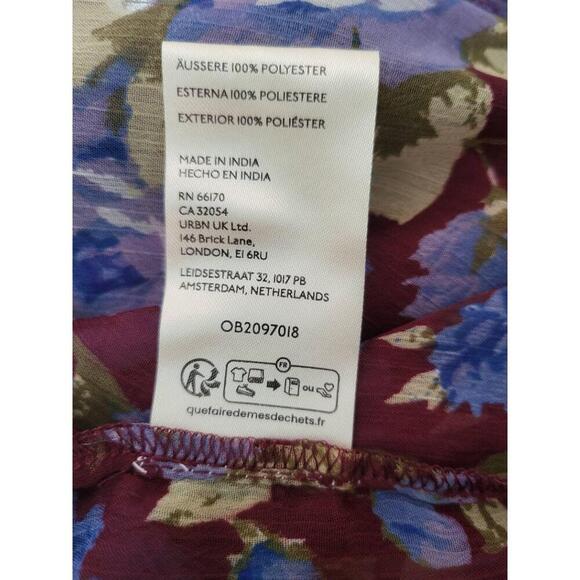 ÄUSSERE 100% POLYESTER
ESTERNA 100% POLIESTERE
EXTERIOR 100% POLIÉSTER
MADE IN INDIA
HECHO EN INDIA
RN 66170
CA 32054
URBN UK Ltd.
146 Brick Lane,
LONDON, E1 6RU
LEIDSESTRAAT 32, 1017 PB
AMSTERDAM, NETHERLANDS
OB2097018
FR
ou
quefairedemesdechets.fr